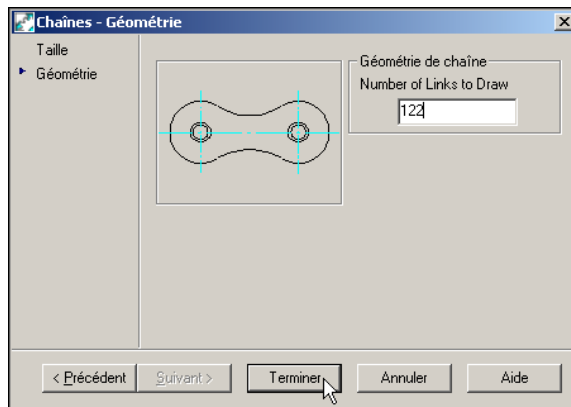 Chaînes - Géométrie
Taille
Géométrie
Géométrie de chaîne
Number of Links to Draw
122
< Précédent
Suivant >
Terminer
Annuler
Aide